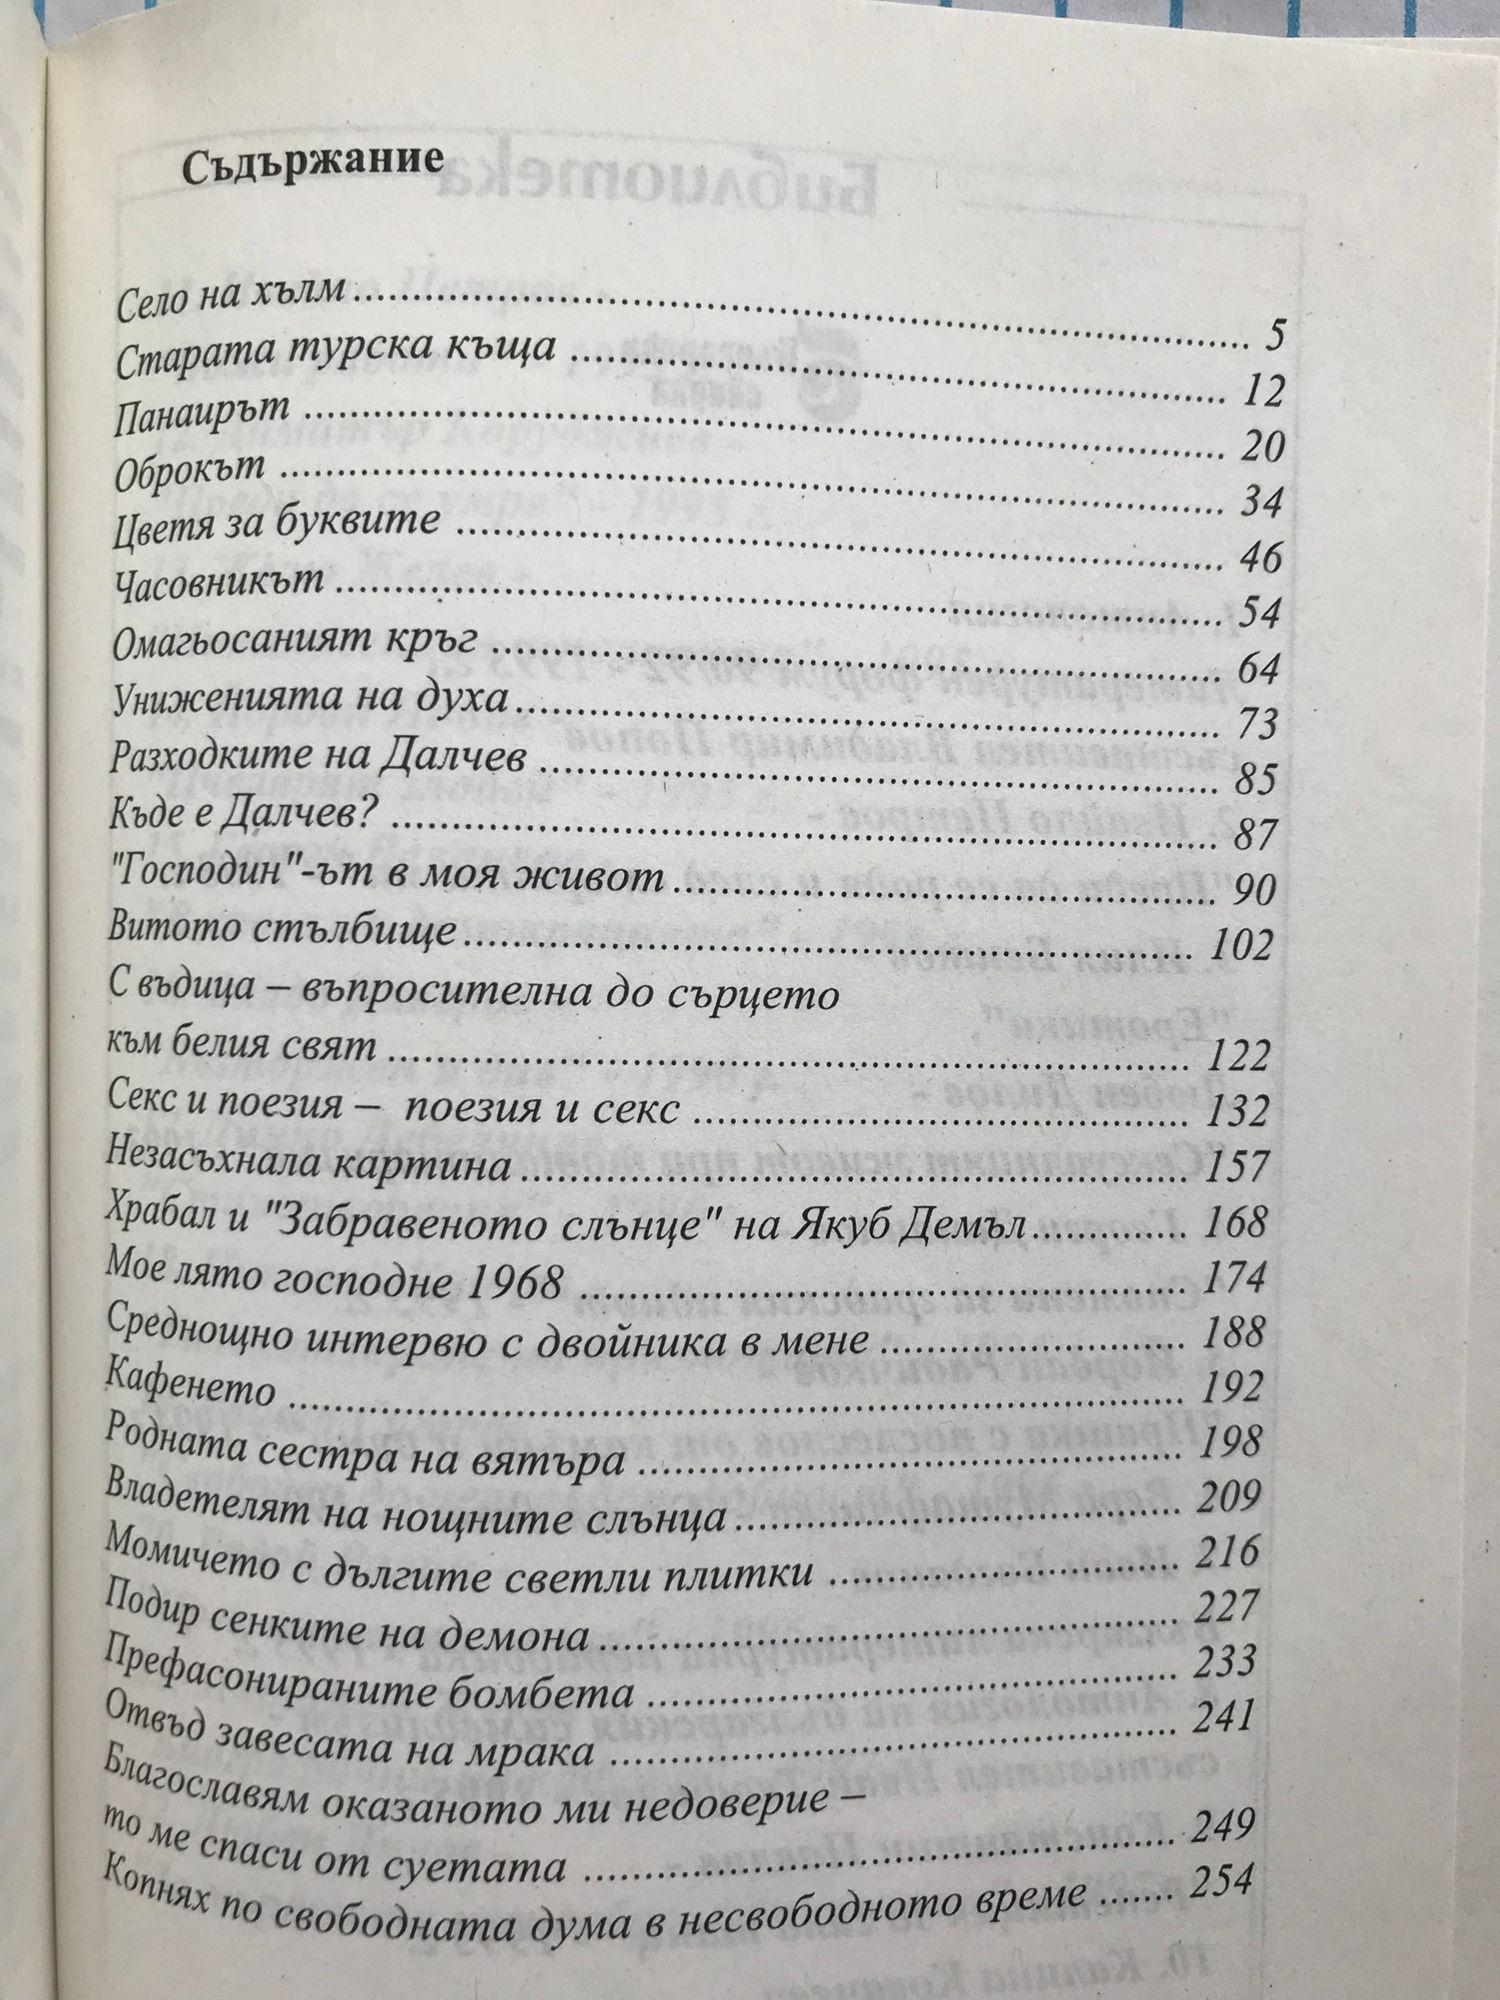 Съдържание
Село на хълм ........ 5
Старата турска къща ........ 12
Панаирът ........ 20
Оброкът ........ 34
Цветя за буквите ........ 46
Часовникът ........ 54
Омагьосаният кръг ........ 64
Униженията на духа ........ 73
Разходките на Далчев ........ 85
Къде е Далчев? ........ 87
"Господин"-ът в моя живот ........ 90
Витото стълбище ........ 102
С въдица – въпросителна до сърцето
към белия свят ........ 122
Секс и поезия – поезия и секс ........ 132
Незасъхнала картина ........ 157
Храбал и "Забравеното слънце" на Якуб Демъл ........ 168
Мое лято господне 1968 ........ 174
Среднощно интервю с двойника в мене ........ 188
Кафенето ........ 192
Родната сестра на вятъра ........ 198
Владетелят на нощните слънца ........ 209
Момичето с дългите светли плитки ........ 216
Подир сенките на демона ........ 227
Префасонираните бомбета ........ 233
Отвъд завесата на мрака ........ 241
Благославям оказаното ми недоверие –
то ме спаси от суетата ........ 249
Копнях по свободната дума в несвободното време ....... 254